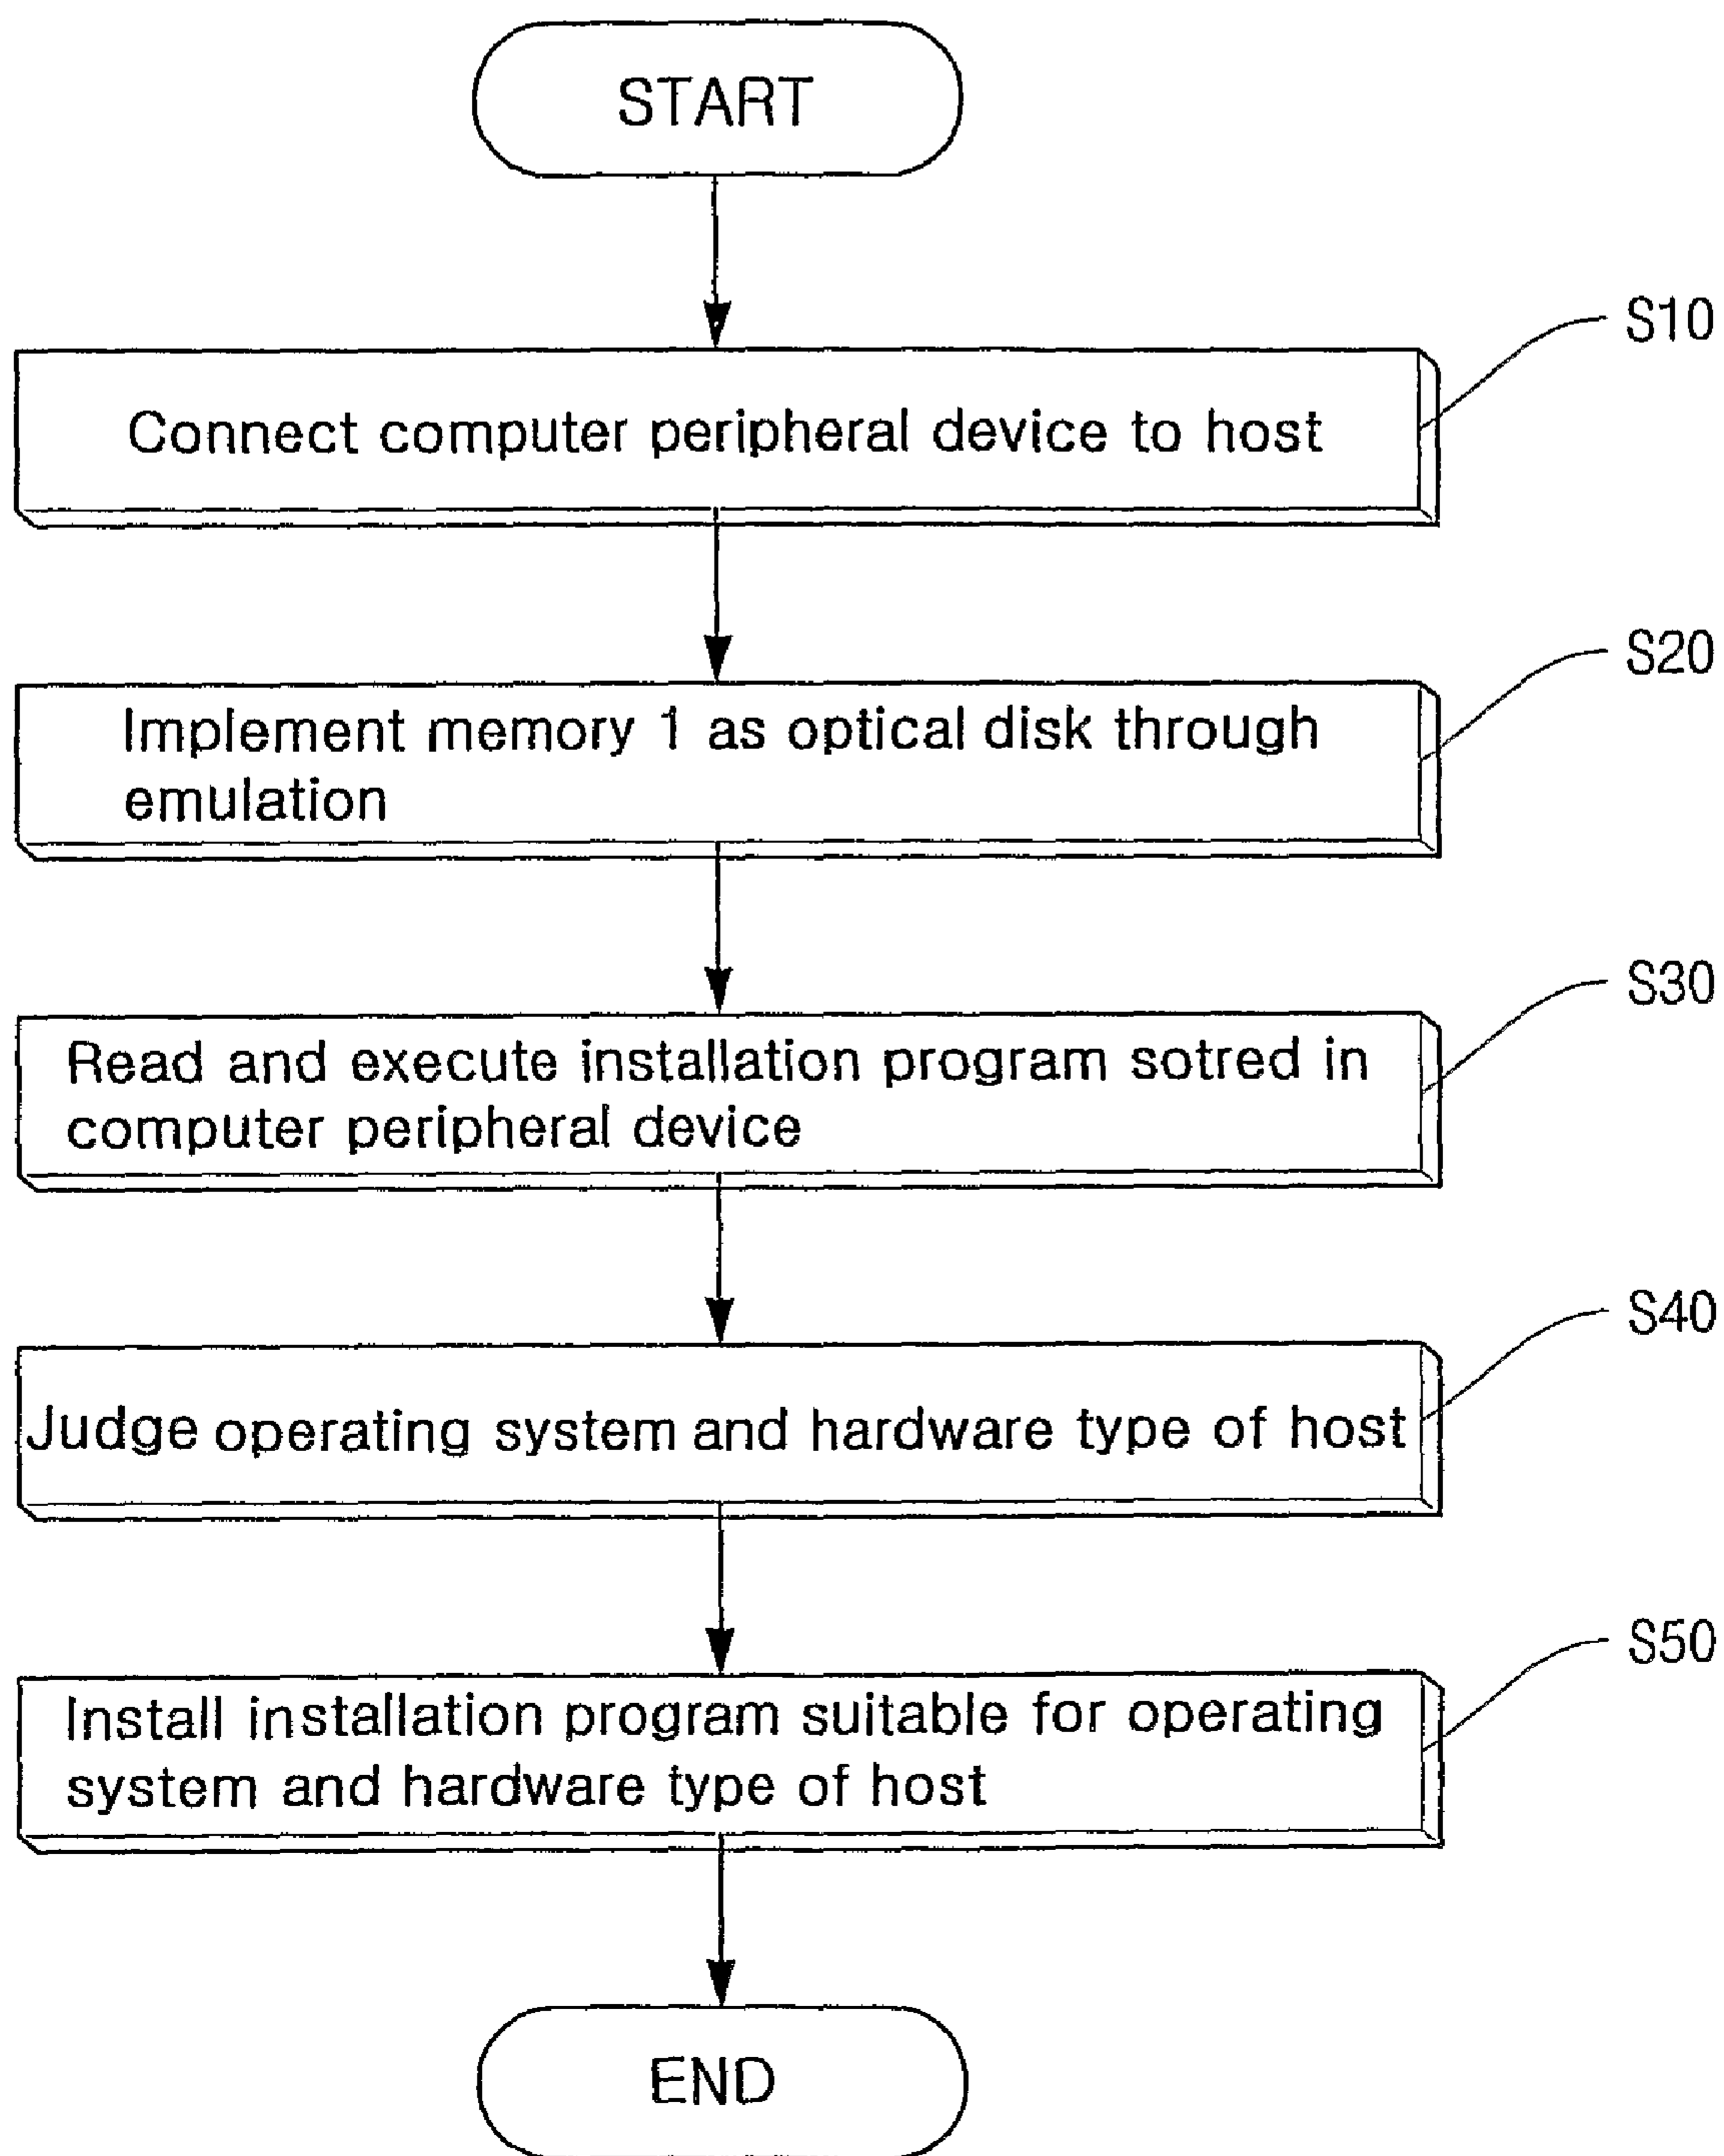 START
S10
Connect computer peripheral device to host
S20
Implement memory 1 as optical disk through
emulation
S30
Read and execute installation program sotred in
computer peripheral device
S40
Judge operating system and hardware type of host
S50
Install installation program suitable for operating
system and hardware type of host
END